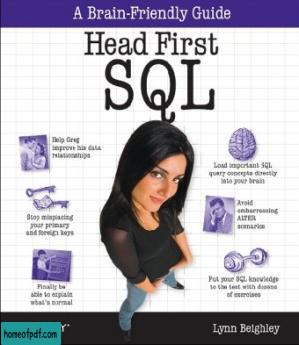 A Brain-Friendly Guide
Head First
SQL
Help Greg
improve his data
relationships
Load important SQL
query concepts directly
into your brain
Stop misplacing
your primary
and foreign keys
Avoid
embarrassing
ALTER
scenarios
Finally be
able to explain
what's normal
Put your SQL knowledge
to the test with dozens
of exercises
homeofpdf.com
Lynn Beighley